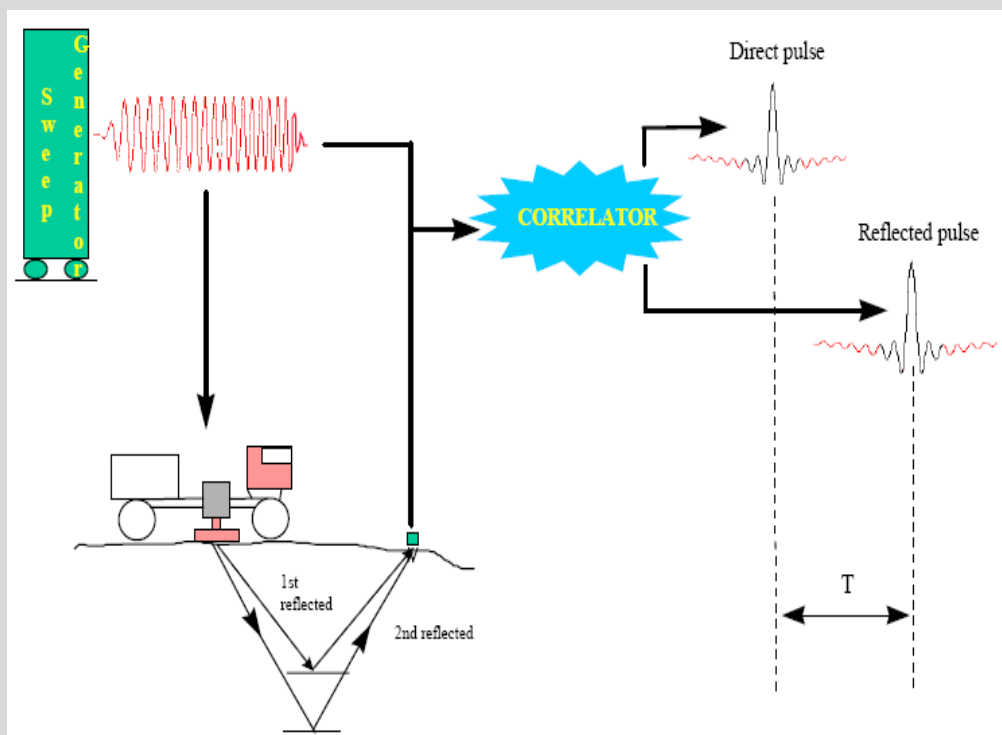 Sweep
Generator
Direct pulse
CORRELATOR
Reflected pulse
1st
reflected
2nd reflected
T